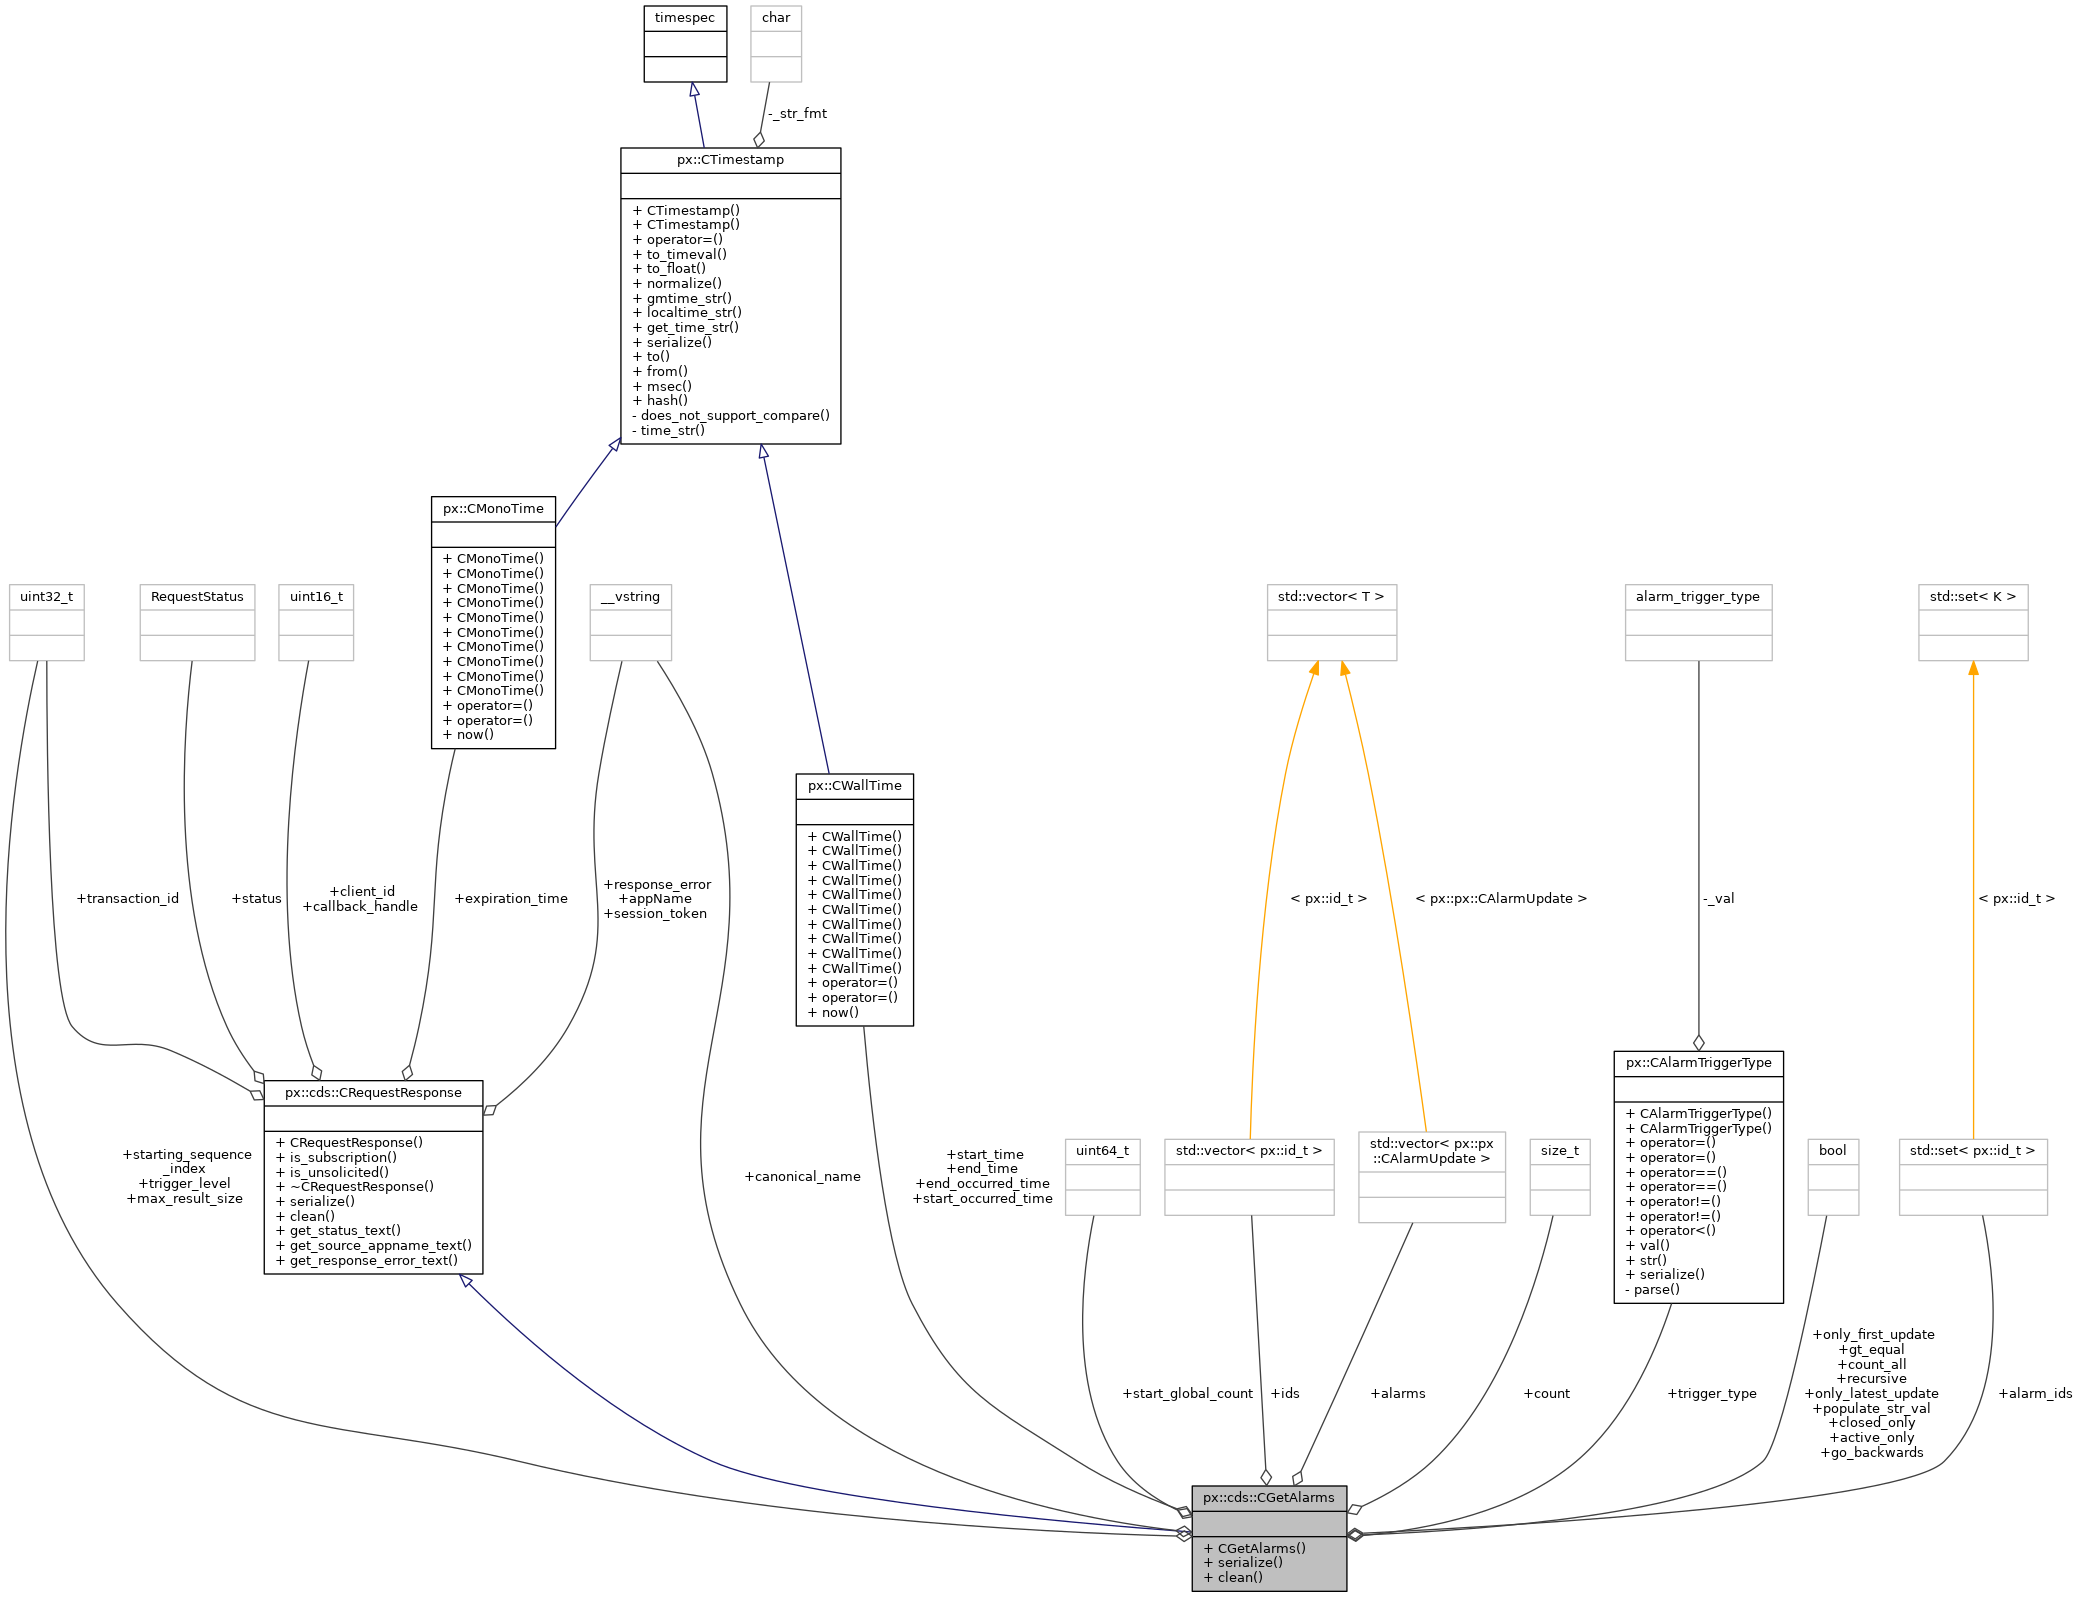 timespec
char
-_str_fmt
px::CTimestamp
+ CTimestamp()
+ CTimestamp()
+ operator=()
+ to_timeval()
+ to_float()
+ normalize()
+ gmtime_str()
+ localtime_str()
+ get_time_str()
+ serialize()
+ to()
+ from()
+ msec()
+ hash()
- does_not_support_compare()
- time_str()
px::CMonoTime
+ CMonoTime()
+ CMonoTime()
+ CMonoTime()
+ CMonoTime()
+ CMonoTime()
+ CMonoTime()
+ CMonoTime()
+ CMonoTime()
+ CMonoTime()
+ CMonoTime()
+ operator=()
+ operator=()
+ now()
uint32_t
RequestStatus
uint16_t
__vstring
std::vector< T >
alarm_trigger_type
std::set< K >
px::CWallTime
+ CWallTime()
+ CWallTime()
+ CWallTime()
+ CWallTime()
+ CWallTime()
+ CWallTime()
+ CWallTime()
+ CWallTime()
+ CWallTime()
+ CWallTime()
+ operator=()
+ operator=()
+ now()
+transaction_id
+status
+client_id
+callback_handle
+expiration_time
+response_error
+appName
+session_token
< px::id_t >
< px::px::CAlarmUpdate >
-_val
< px::id_t >
px::cds::CRequestResponse
+ CRequestResponse()
+ is_subscription()
+ is_unsolicited()
+ ~CRequestResponse()
+ serialize()
+ clean()
+ get_status_text()
+ get_source_appname_text()
+ get_response_error_text()
+starting_sequence
_index
+trigger_level
+max_result_size
+canonical_name
+start_time
+end_time
+end_occurred_time
+start_occurred_time
uint64_t
std::vector< px::id_t >
std::vector< px::px
::CAlarmUpdate >
size_t
px::CAlarmTriggerType
+ CAlarmTriggerType()
+ CAlarmTriggerType()
+ operator=()
+ operator=()
+ operator==()
+ operator==()
+ operator!=()
+ operator!=()
+ operator<()
+ val()
+ str()
+ serialize()
- parse()
bool
std::set< px::id_t >
+start_global_count
+ids
+alarms
+count
+trigger_type
+only_first_update
+gt_equal
+count_all
+recursive
+only_latest_update
+populate_str_val
+closed_only
+active_only
+go_backwards
+alarm_ids
px::cds::CGetAlarms
+ CGetAlarms()
+ serialize()
+ clean()